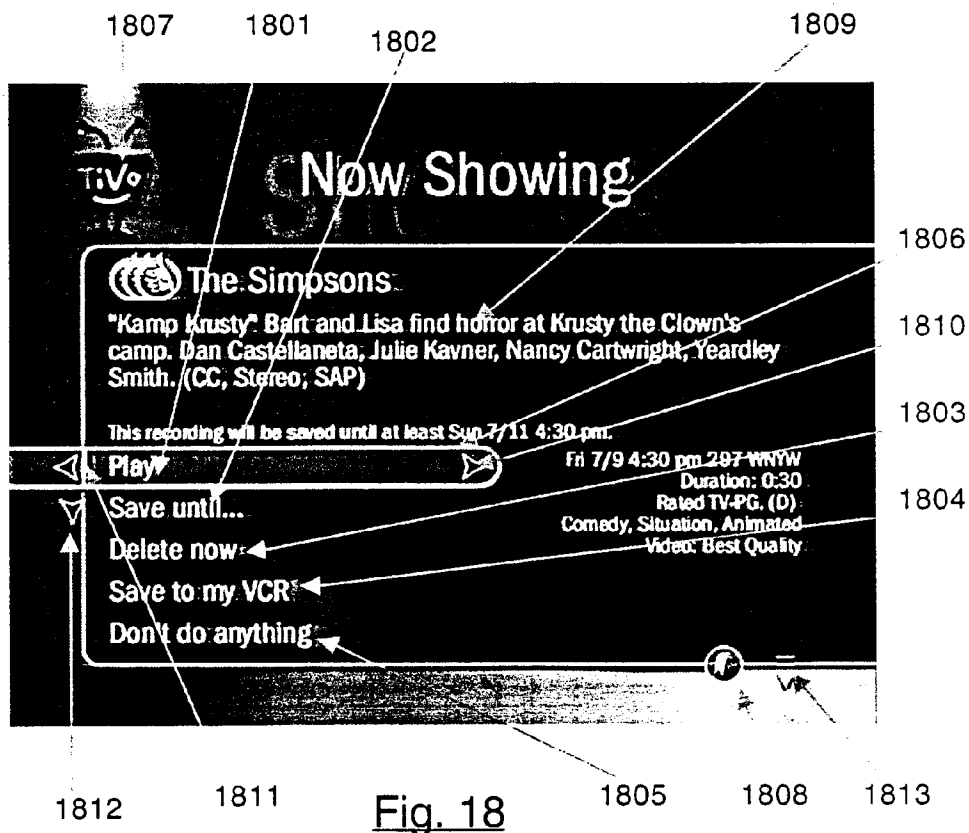 1807 1801 1802 1809
TiVo
Now Showing
1806
The Simpsons
1810
"Kamp Krusty" Bart and Lisa find horror at Krusty the Clown's
camp. Dan Castellaneta, Julie Kavner, Nancy Cartwright, Yeardley
Smith. (CC, Stereo, SAP)
1803
This recording will be saved until at least Sun 7/11 4:30 pm.
Play
Fri 7/9 4:30 pm 297 WNYW
Duration: 0:30
1804
Save until...
Rated TV-PG, (D)
Comedy, Situation, Animated
Delete now
Video: Best Quality
Save to my VCR
Don't do anything
1812 1811 1805 1808 1813
Fig. 18